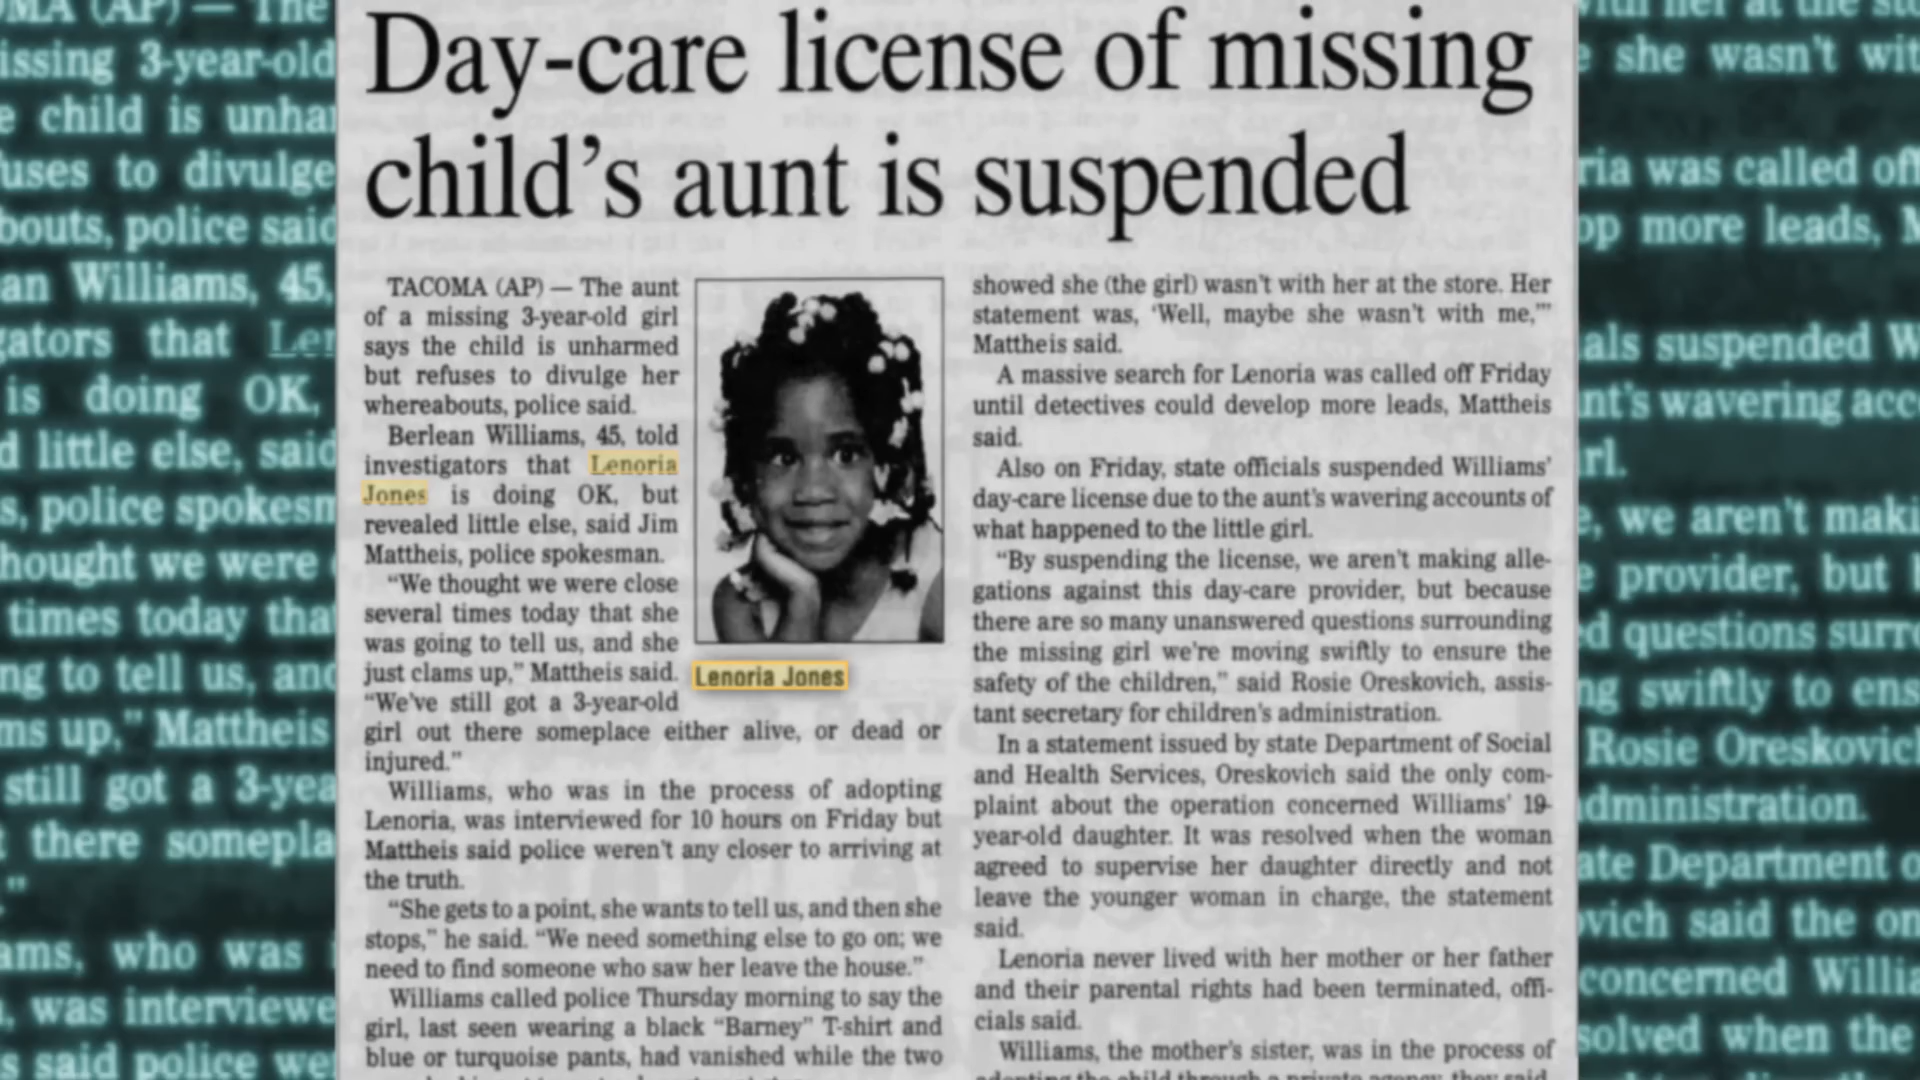 Day-care license of missing
child's aunt is suspended
TACOMA (AP) — The aunt
of a missing 3-year-old girl
says the child is unharmed
but refuses to divulge her
whereabouts, police said.
Berlean Williams, 45, told
investigators that Lenoria
Jones is doing OK, but
revealed little else, said Jim
Mattheis, police spokesman.
“We thought we were close
several times today that she
was going to tell us, and she
just clams up,” Mattheis said.
“We've still got a 3-year-old
girl out there someplace either alive, or dead or
injured.”
Williams, who was in the process of adopting
Lenoria, was interviewed for 10 hours on Friday but
Mattheis said police weren't any closer to arriving at
the truth.
“She gets to a point, she wants to tell us, and then she
stops,” he said. “We need something else to go on; we
need to find someone who saw her leave the house.”
Williams called police Thursday morning to say the
girl, last seen wearing a black “Barney” T-shirt and
blue or turquoise pants, had vanished while the two
Lenoria Jones
showed she (the girl) wasn't with her at the store. Her
statement was, ‘Well, maybe she wasn't with me,’”
Mattheis said.
A massive search for Lenoria was called off Friday
until detectives could develop more leads, Mattheis
said.
Also on Friday, state officials suspended Williams'
day-care license due to the aunt's wavering accounts of
what happened to the little girl.
“By suspending the license, we aren't making alle-
gations against this day-care provider, but because
there are so many unanswered questions surrounding
the missing girl we're moving swiftly to ensure the
safety of the children,” said Rosie Oreskovich, assis-
tant secretary for children's administration.
In a statement issued by state Department of Social
and Health Services, Oreskovich said the only com-
plaint about the operation concerned Williams' 19-
year-old daughter. It was resolved when the woman
agreed to supervise her daughter directly and not
leave the younger woman in charge, the statement
said.
Lenoria never lived with her mother or her father
and their parental rights had been terminated, offi-
cials said.
Williams, the mother's sister, was in the process of
adopting the child through a private agency, they said.